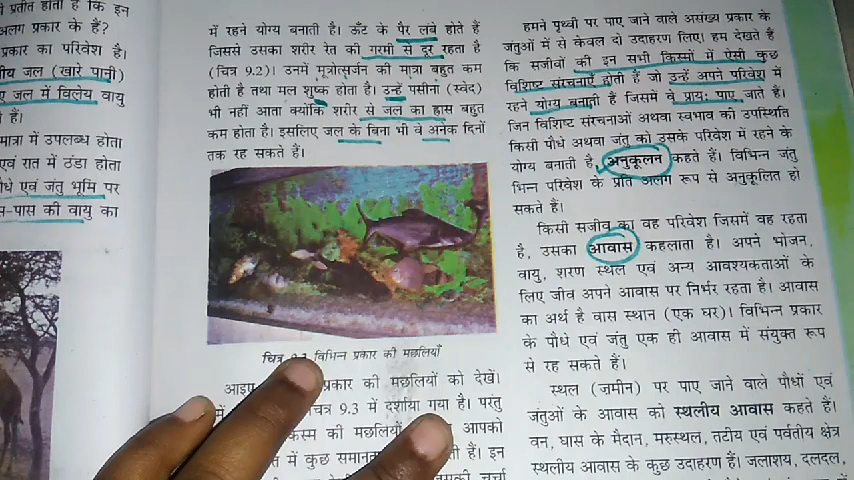 प्रतीत होता है कि इन
अलग प्रकार के हैं?
प्रकार का परिवेश है।
जल (खारे पानी)
जल में विलेय वायु
हैं।
मात्रा में उपलब्ध होता
एवं रात में ठंडा होता
एवं जंतु भूमि पर
पास की वायु का
में रहने योग्य बनाती है। ऊँट के पैर लंबे होते हैं
जिससे उसका शरीर रेत की गरमी से दूर रहता है
(चित्र 9.2)। उनमें मूत्रोत्सर्जन की मात्रा बहुत कम
होती है तथा मल शुष्क होता है। उन्हें पसीना (स्वेद)
भी नहीं आता क्योंकि शरीर से जल का ह्रास बहुत
कम होता है। इसलिए जल के बिना भी वे अनेक दिनों
तक रह सकते हैं।
चित्र विभिन्न प्रकार की मछलियाँ
आइए प्रकार की मछलियों को देखें।
चित्र 9.3 में दर्शाया गया है। परंतु
की मछलियाँ आपको
में कुछ हैं। इन
चर्चा
हमने पृथ्वी पर पाए जाने वाले असंख्य प्रकार के
जंतुओं में से केवल दो उदाहरण लिए। हम देखते हैं
कि सजीवों की इन सभी किस्मों में ऐसी कुछ
विशिष्ट संरचनाएँ होती हैं जो उन्हें अपने परिवेश में
रहने योग्य बनाती हैं जिसमें वे प्रायः पाए जाते हैं।
जिन विशिष्ट संरचनाओं अथवा स्वभाव की उपस्थिति
किसी पौधे अथवा जंतु को उसके परिवेश में रहने के
योग्य बनाती है, अनुकूलन कहते हैं। विभिन्न जंतु
भिन्न परिवेश के प्रति अलग रूप से अनुकूलित हो
सकते हैं।
किसी सजीव का वह परिवेश जिसमें वह रहता
है, उसका आवास कहलाता है। अपने भोजन,
वायु, शरण स्थल एवं अन्य आवश्यकताओं के
लिए जीव अपने आवास पर निर्भर रहता है। आवास
का अर्थ है वास स्थान (एक घर)। विभिन्न प्रकार
के पौधे एवं जंतु एक ही आवास में संयुक्त रूप
से रह सकते हैं।
स्थल (ज़मीन) पर पाए जाने वाले पौधों एवं
जंतुओं के आवास को स्थलीय आवास कहते हैं।
वन, घास के मैदान, मरुस्थल, तटीय एवं पर्वतीय क्षेत्र
स्थलीय आवास के कुछ उदाहरण हैं। जलाशय, दलदल,